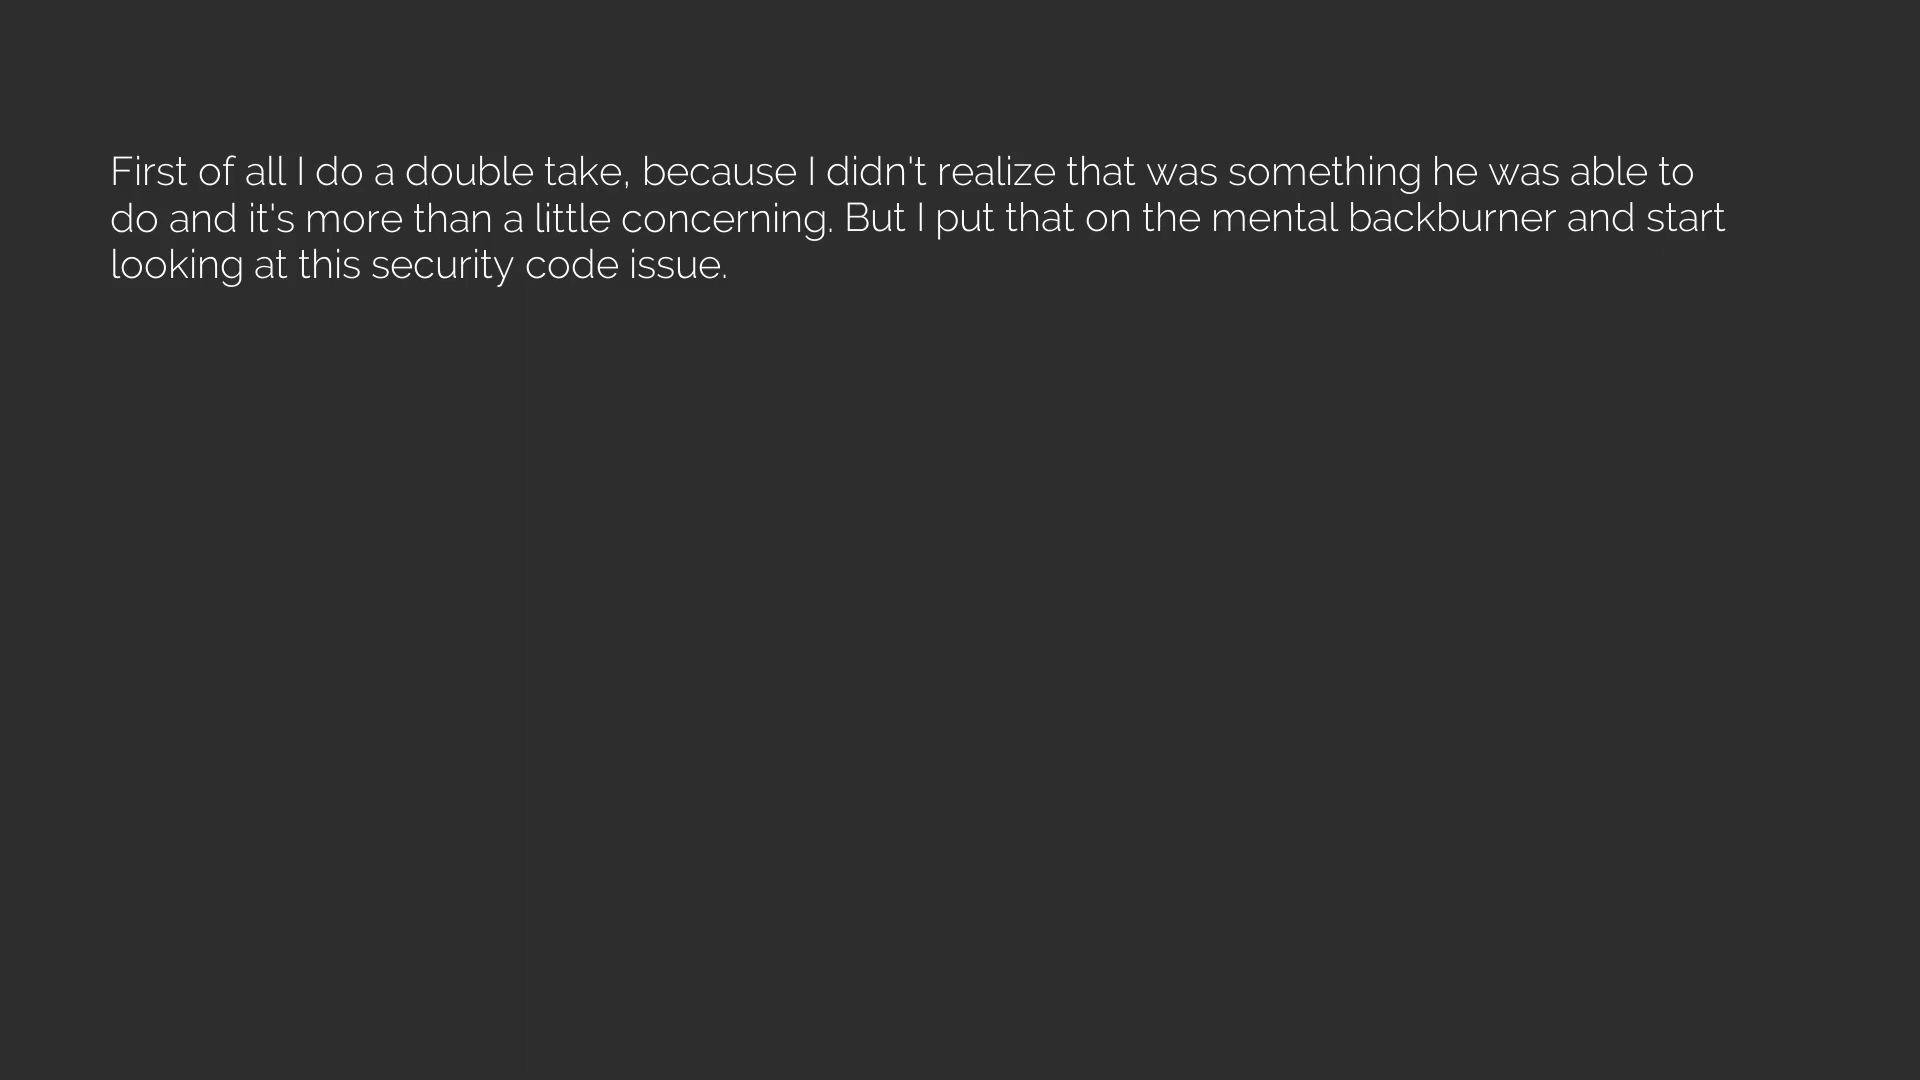 First of all I do a double take, because I didn't realize that was something he was able to
do and it's more than a little concerning. But I put that on the mental backburner and start
looking at this security code issue.